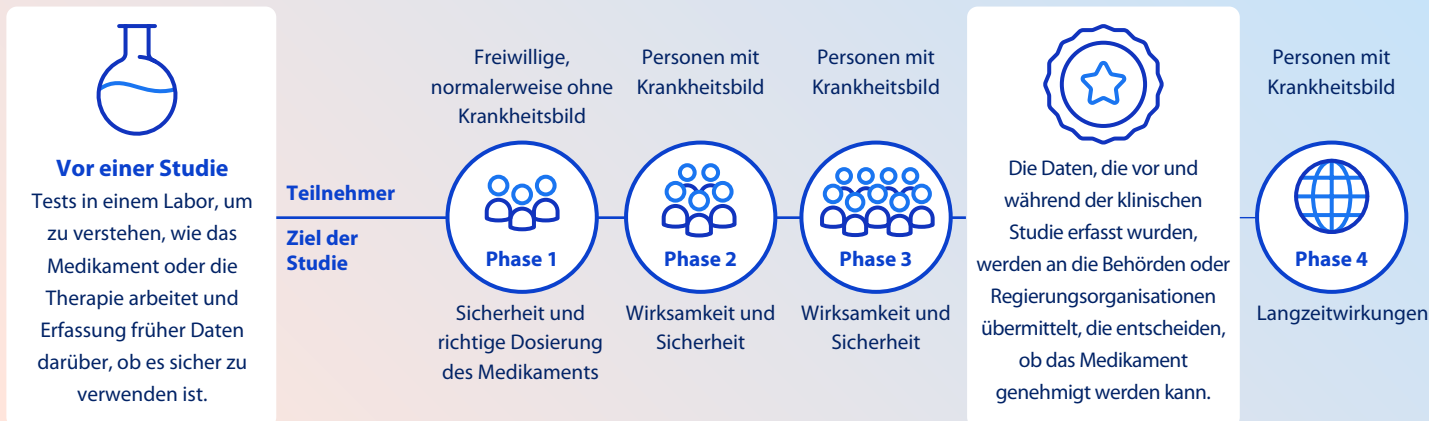 Vor einer Studie
Tests in einem Labor, um
zu verstehen, wie das
Medikament oder die
Therapie arbeitet und
Erfassung früher Daten
darüber, ob es sicher zu
verwenden ist.
Teilnehmer
Ziel der
Studie
Freiwillige,
normalerweise ohne
Krankheitsbild
Phase 1
Sicherheit und
richtige Dosierung
des Medikaments
Personen mit
Krankheitsbild
Phase 2
Wirksamkeit und
Sicherheit
Personen mit
Krankheitsbild
Phase 3
Wirksamkeit und
Sicherheit
Die Daten, die vor und
während der klinischen
Studie erfasst wurden,
werden an die Behörden oder
Regierungsorganisationen
übermittelt, die entscheiden,
ob das Medikament
genehmigt werden kann.
Personen mit
Krankheitsbild
Phase 4
Langzeitwirkungen